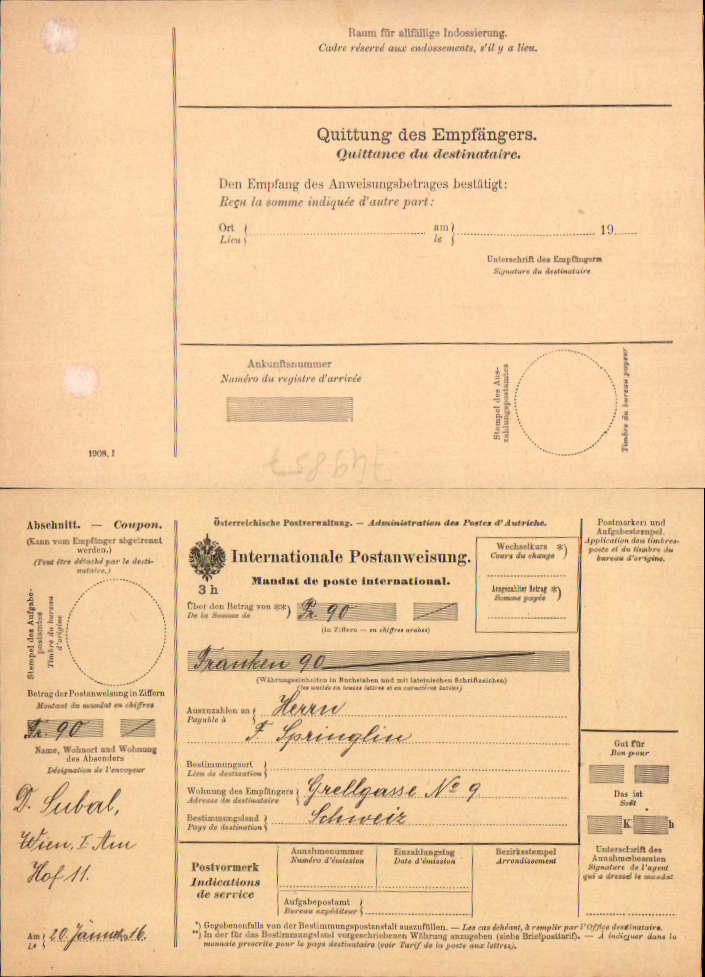 Raum für allfällige Indossierung.
Cadre réservé aux endossements, s'il y a lieu.
Quittung des Empfängers.
Quittance du destinataire.
Den Empfang des Anweisungsbetrages bestätigt:
Reçu la somme indiquée d'autre part:
Ort
Lieu
am
le
19
Unterschrift des Empfängers
Signature du destinataire
Ankunftsnummer
Numéro du registre d'arrivée
Stempel des Aus-
zahlungspostamtes
Timbre du bureau payeur
1908, I
749857
Abschnitt. — Coupon.
(Kann vom Empfänger abgetrennt
werden.)
(Peut être détaché par le desti-
nataire.)
Stempel des Aufgabe-
postamtes
Timbre du bureau
d'origine
Betrag der Postanweisung in Ziffern
Montant du mandat en chiffres
Fr. 90
Name, Wohnort und Wohnung
des Absenders
Désignation de l'envoyeur
D. Subal,
Wien, I. Am
Hof 11.
Am
Le
20. Jänner 16.
Österreichische Postverwaltung. — Administration des Postes d'Autriche.
3 h
Internationale Postanweisung.
Mandat de poste international.
Wechselkurs *)
Cours du change
Ausgezahlter Betrag *)
Somme payée
Über den Betrag von **)
De la Somme de
Fr. 90
(in Ziffern — en chiffres arabes)
Franken 90
(Währungseinheiten in Buchstaben und mit lateinischen Schriftzeichen)
(les unités en toutes lettres et en caractères latins)
Auszuzahlen an
Payable à
Herrn
F. Springlin
Bestimmungsort
Lieu de destination
Wohnung des Empfängers
Adresse du destinataire
Grellgasse No 9
Bestimmungsland
Pays de destination
Schweiz
Postvormerk
Indications
de service
Annahmenummer
Numéro d'émission
Einzahlungstag
Date d'émission
Bezirksstempel
Arrondissement
Aufgabepostamt
Bureau expéditeur
Postmarken und
Aufgabestempel.
Application des timbres-
poste et du timbre du
bureau d'origine.
Gut für
Bon pour
Das ist
Soit
K
h
Unterschrift des
Annahmebeamten
Signature de l'agent
qui a dressé le mandat
*) Gegebenenfalls von der Bestimmungspostanstalt auszufüllen. — Les cas échéant, à remplir par l'Office destinataire.
**) In der für das Bestimmungsland vorgeschriebenen Währung anzugeben (siehe Briefposttarif). — A indiquer dans la
monnaie prescrite pour le pays destinataire (voir Tarif de la poste aux lettres).